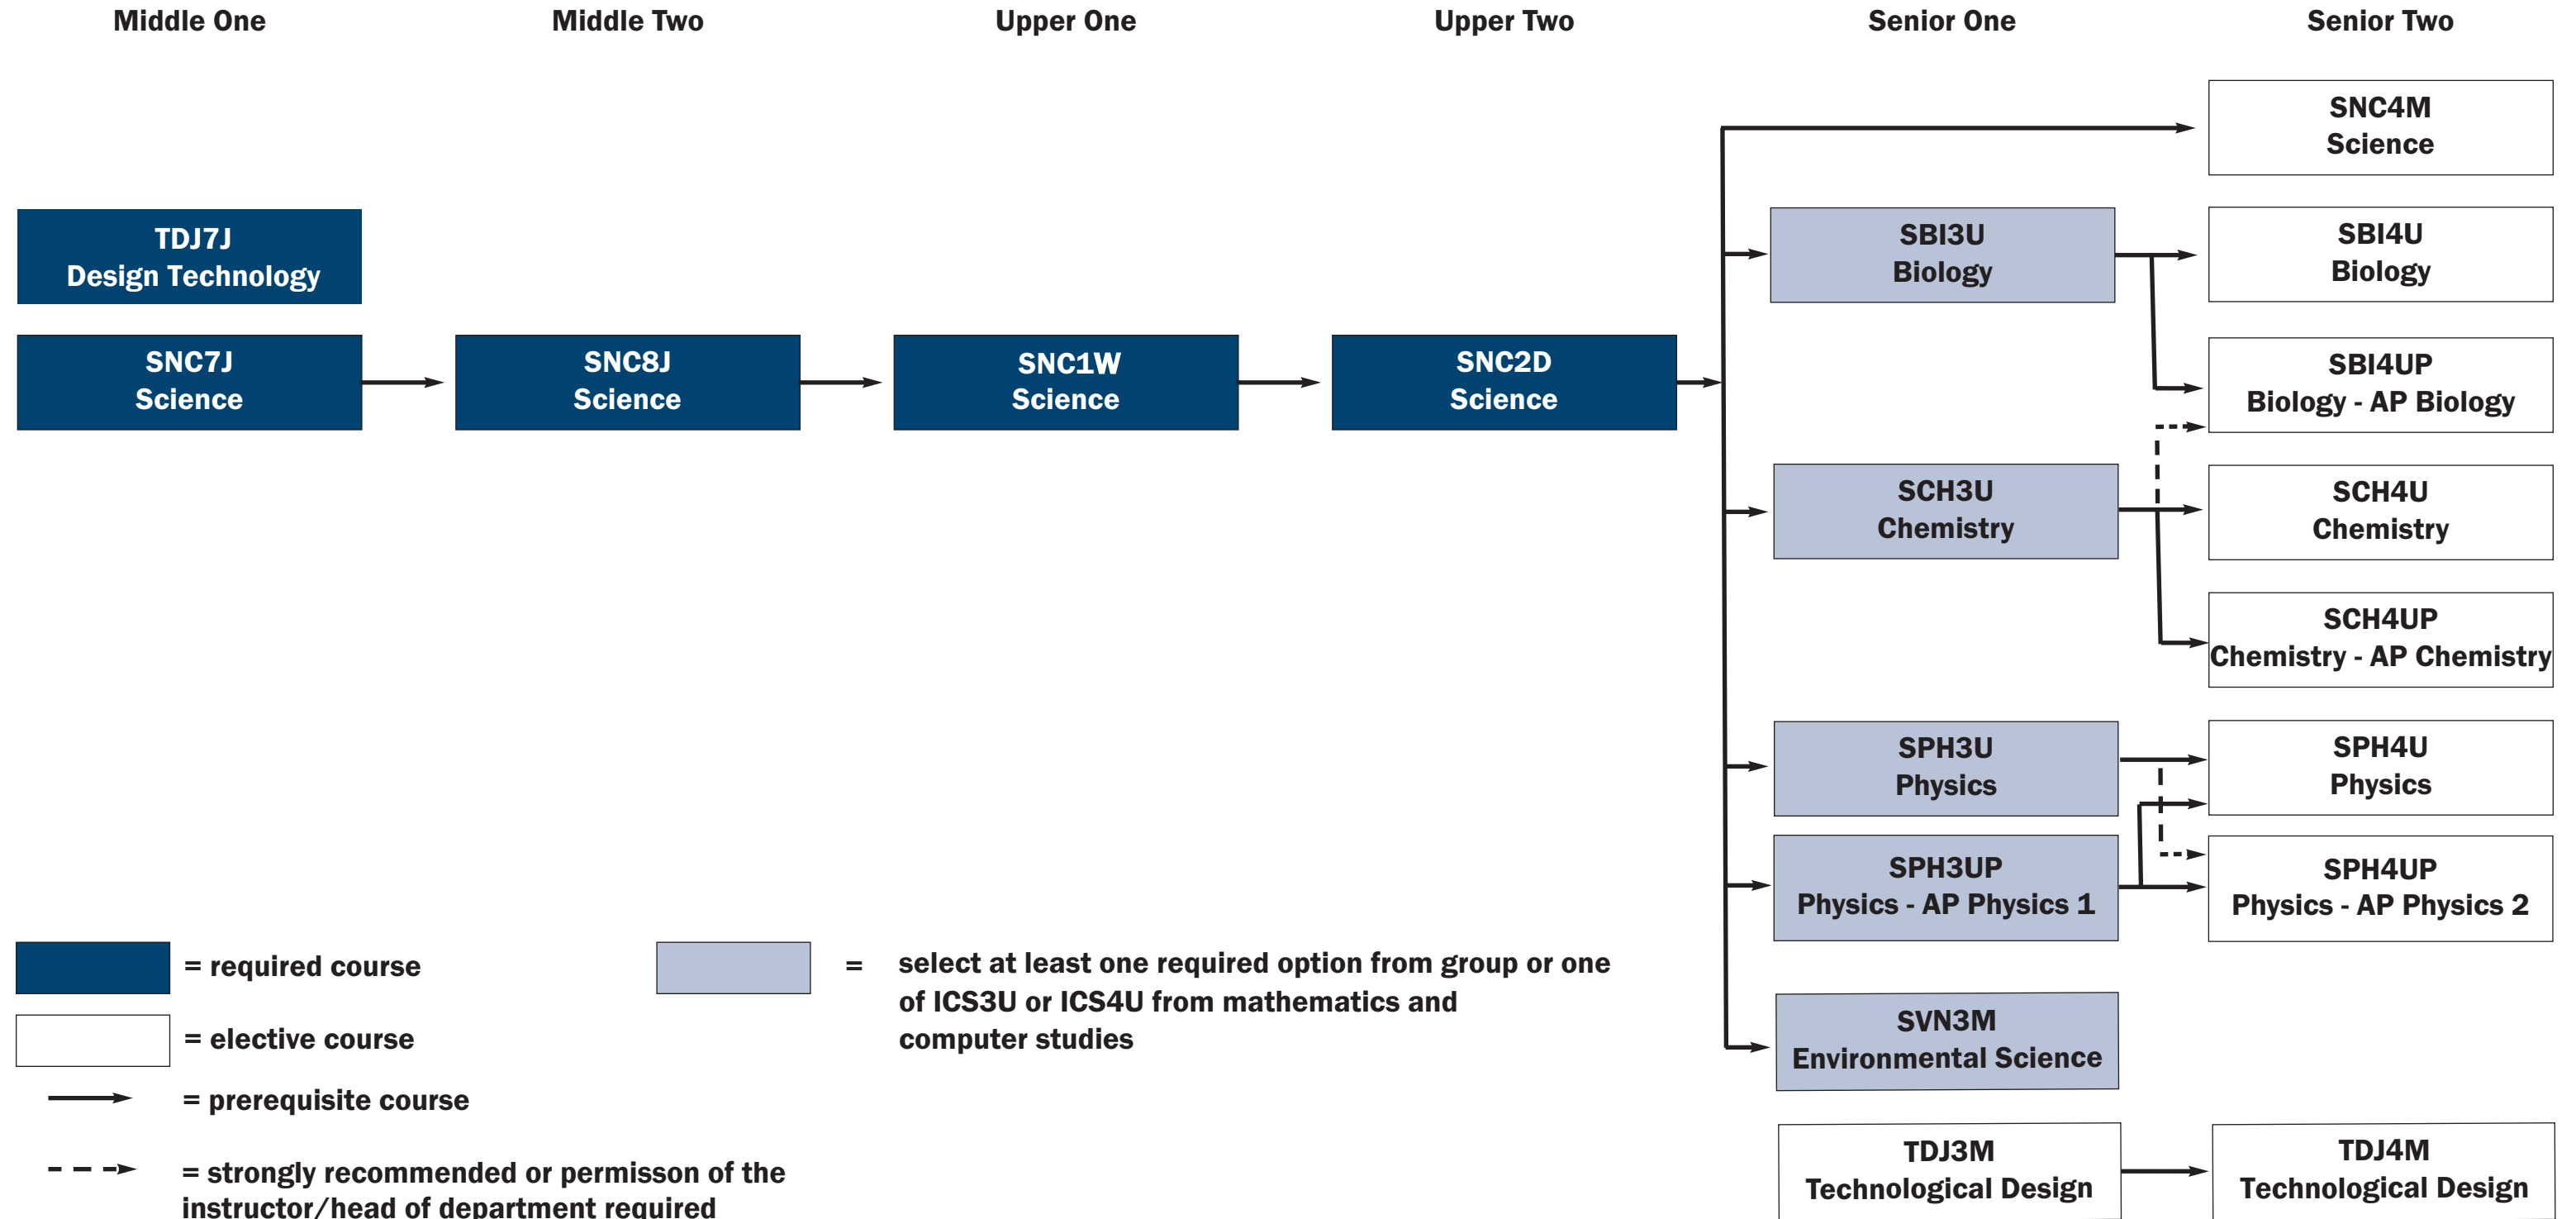 Middle One
Middle Two
Upper One
Upper Two
Senior One
Senior Two
SNC4M
Science
TDJ7J
Design Technology
SBI3U
Biology
SBI4U
Biology
SNC7J
Science
SNC8J
Science
SNC1W
Science
SNC2D
Science
SBI4UP
Biology - AP Biology
SCH3U
Chemistry
SCH4U
Chemistry
SCH4UP
Chemistry - AP Chemistry
SPH3U
Physics
SPH4U
Physics
SPH3UP
Physics - AP Physics 1
SPH4UP
Physics - AP Physics 2
SVN3M
Environmental Science
TDJ3M
Technological Design
TDJ4M
Technological Design
= required course
= elective course
= prerequisite course
= strongly recommended or permisson of the
instructor/head of department required
= select at least one required option from group or one
of ICS3U or ICS4U from mathematics and
computer studies